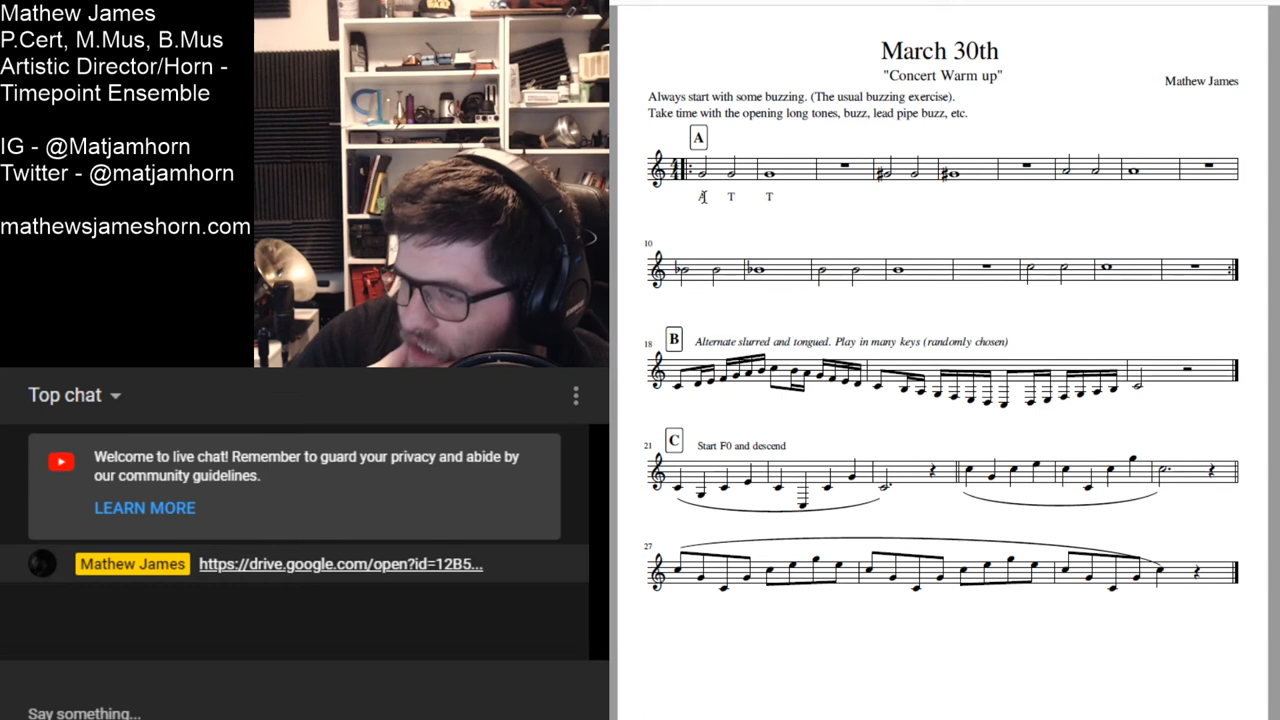 Mathew James
P.Cert, M.Mus, B.Mus
Artistic Director/Horn -
Timepoint Ensemble
IG - @Matjamhorn
Twitter - @matjamhorn
mathewsjameshorn.com
Top chat
Welcome to live chat! Remember to guard your privacy and abide by
our community guidelines.
LEARN MORE
Mathew James https://drive.google.com/open?id=12B5...
Say something...
March 30th
"Concert Warm up"
Mathew James
Always start with some buzzing. (The usual buzzing exercise).
Take time with the opening long tones, buzz, lead pipe buzz, etc.
A
A T T
10
B
18
Alternate slurred and tongued. Play in many keys (randomly chosen)
C
21
Start F0 and descend
27